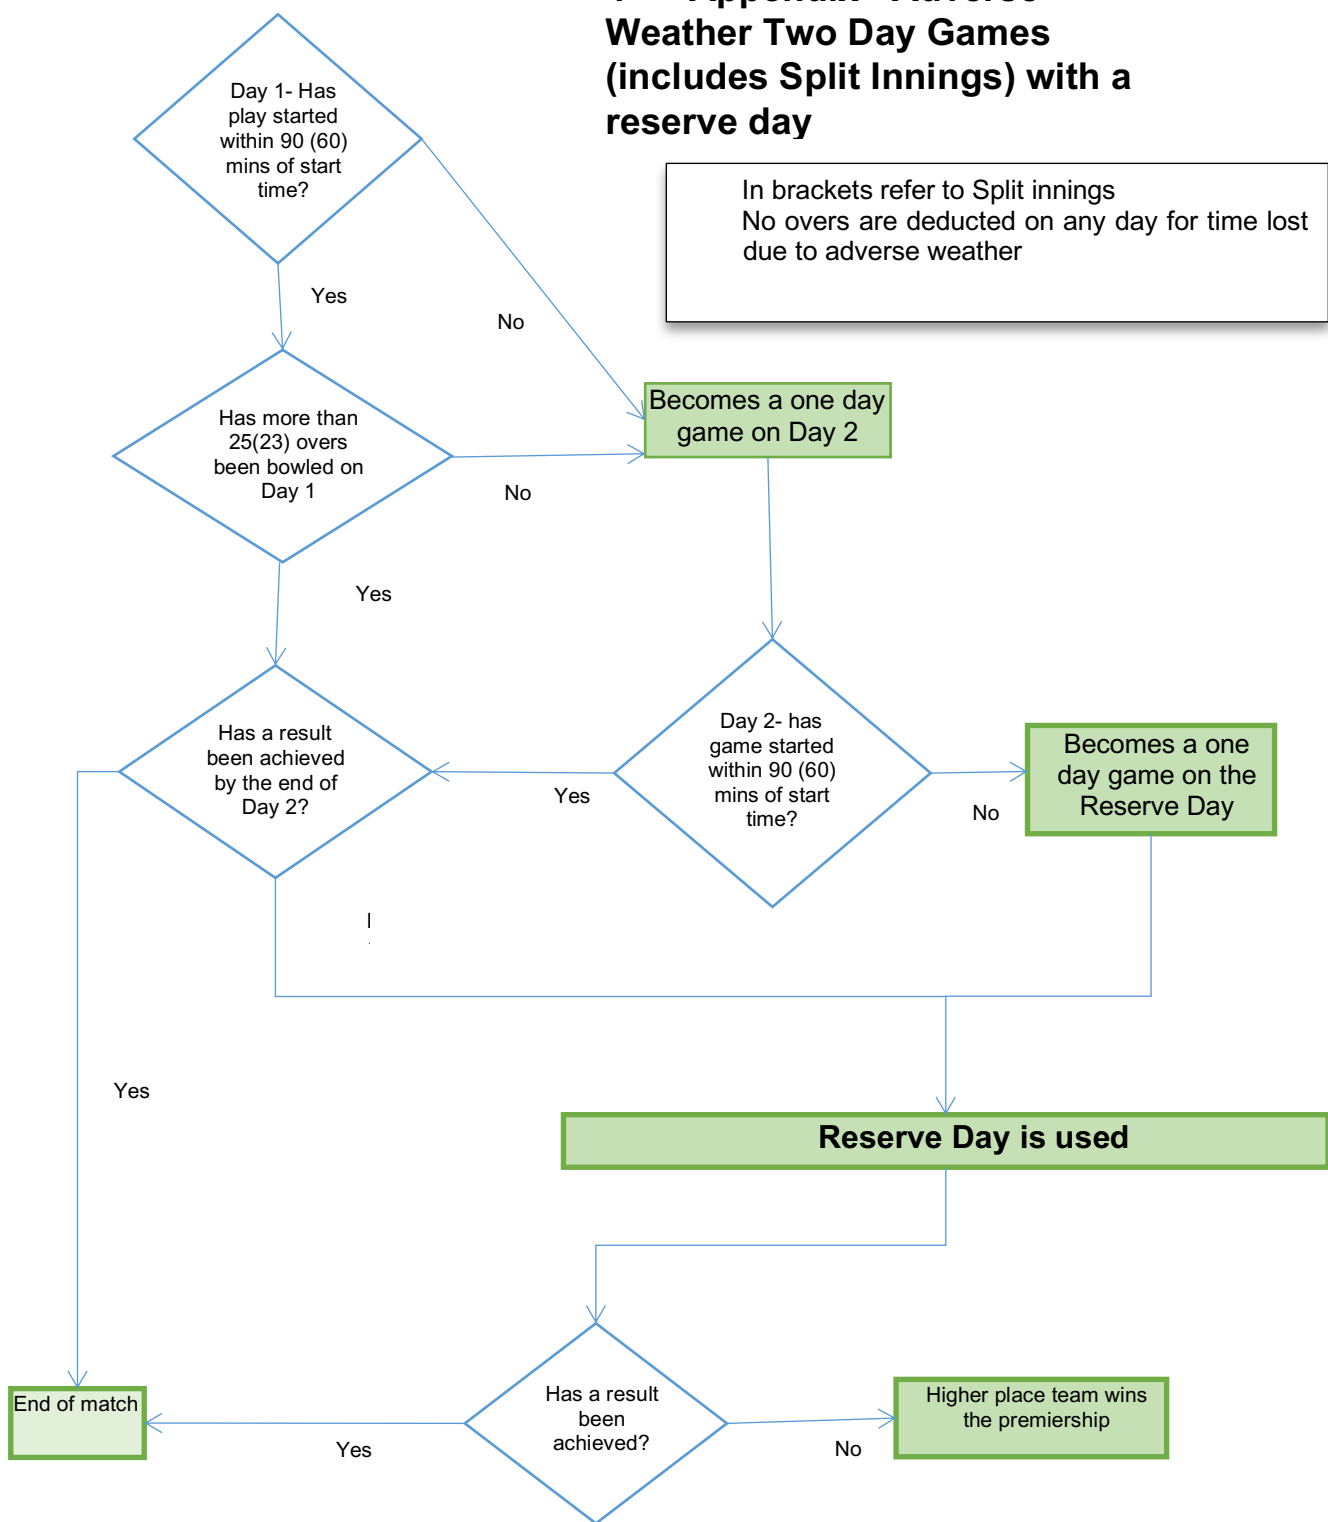 Weather Two Day Games
(includes Split Innings) with a
reserve day
Day 1- Has
play started
within 90 (60)
mins of start
time?
In brackets refer to Split innings
No overs are deducted on any day for time lost
due to adverse weather
Yes
No
Has more than
25(23) overs
been bowled on
Day 1
Becomes a one day
game on Day 2
No
Yes
Has a result
been achieved
by the end of
Day 2?
Day 2- has
game started
within 90 (60)
mins of start
time?
Becomes a one
day game on the
Reserve Day
Yes
No
Yes
Reserve Day is used
End of match
Has a result
been
achieved?
Higher place team wins
the premiership
Yes
No